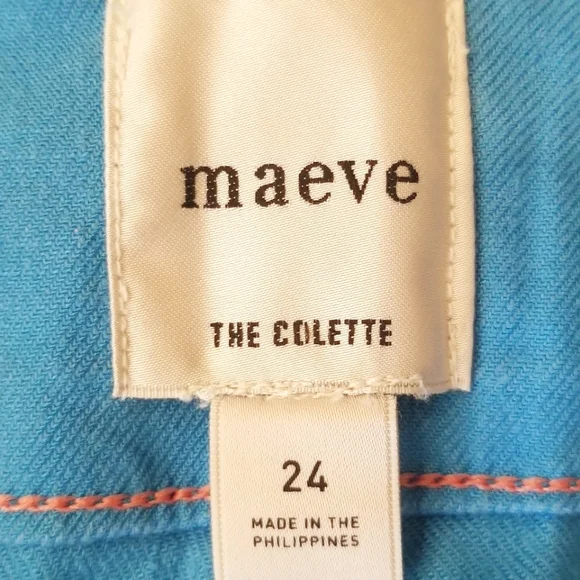 maeve
THE COLETTE
24
MADE IN THE
PHILIPPINES